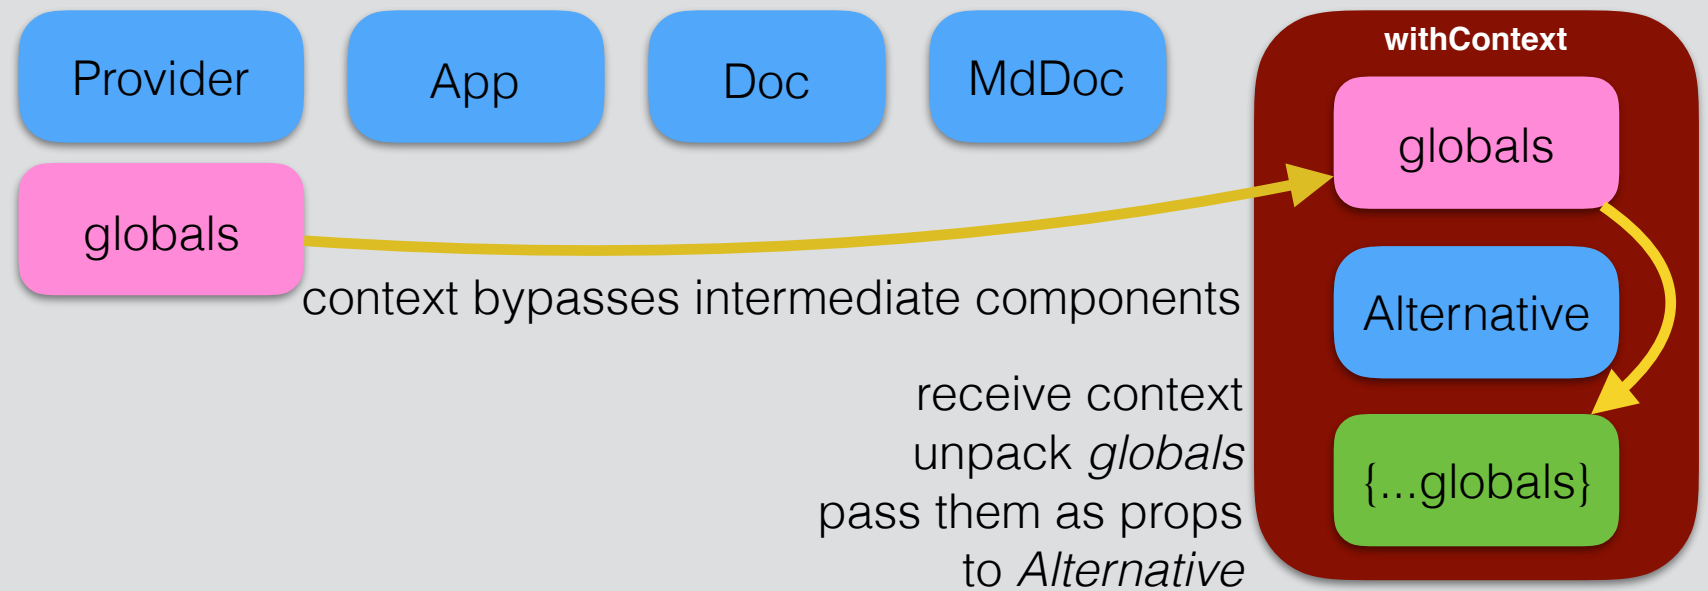 Provider
App
Doc
MdDoc
withContext
globals
globals
context bypasses intermediate components
Alternative
receive context
unpack globals
pass them as props
to Alternative
{...globals}